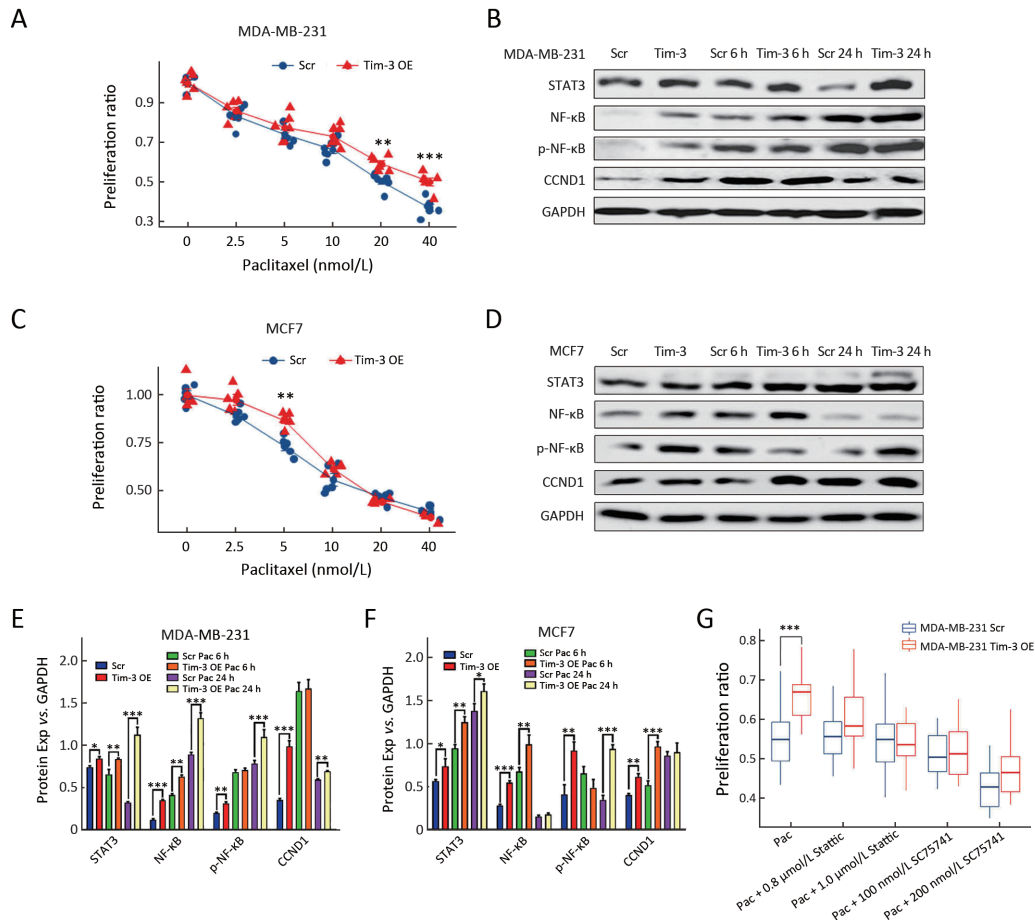 A
MDA-MB-231
Scr
Tim-3 OE
Preliferation ratio
0.9
0.7
0.5
0.3
**
***
0
2.5
5
10
20
40
Paclitaxel (nmol/L)
B
MDA-MB-231
Scr
Tim-3
Scr 6 h
Tim-3 6 h
Scr 24 h
Tim-3 24 h
STAT3
NF-κB
p-NF-κB
CCND1
GAPDH
C
MCF7
Scr
Tim-3 OE
Preliferation ratio
1.00
0.75
0.50
**
0
2.5
5
10
20
40
Paclitaxel (nmol/L)
D
MCF7
Scr
Tim-3
Scr 6 h
Tim-3 6 h
Scr 24 h
Tim-3 24 h
STAT3
NF-κB
p-NF-κB
CCND1
GAPDH
E
MDA-MB-231
Protein Exp vs. GAPDH
2.0
1.5
1.0
0.5
0
Scr
Tim-3 OE
Scr Pac 6 h
Tim-3 OE Pac 6 h
Scr Pac 24 h
Tim-3 OE Pac 24 h
*
**
***
***
**
***
**
***
***
**
STAT3
NF-κB
p-NF-κB
CCND1
F
MCF7
Protein Exp vs. GAPDH
2.0
1.5
1.0
0.5
0
Scr
Tim-3 OE
Scr Pac 6 h
Tim-3 OE Pac 6 h
Scr Pac 24 h
Tim-3 OE Pac 24 h
*
**
*
***
**
**
***
**
***
STAT3
NF-κB
p-NF-κB
CCND1
G
MDA-MB-231 Scr
MDA-MB-231 Tim-3 OE
Preliferation ratio
0.9
0.8
0.7
0.6
0.5
0.4
***
Pac
Pac + 0.8 μmol/L Stattic
Pac + 1.0 μmol/L Stattic
Pac + 100 nmol/L SC75741
Pac + 200 nmol/L SC75741